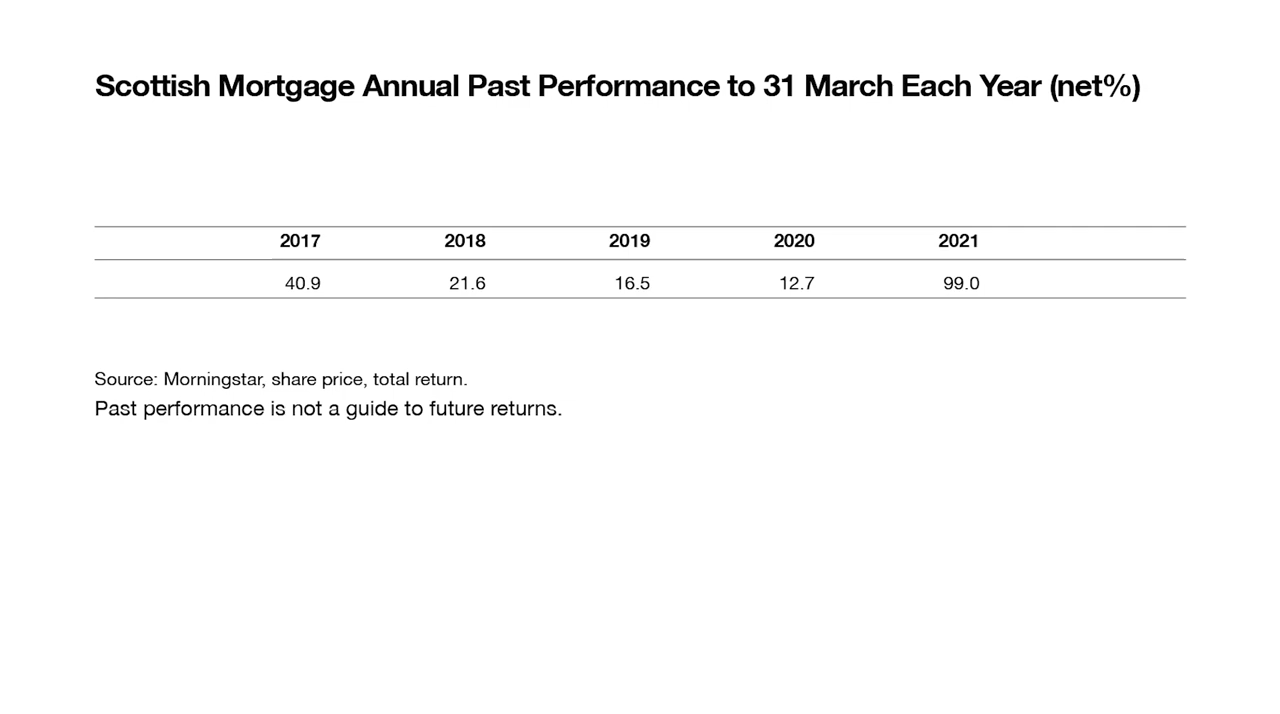 Scottish Mortgage Annual Past Performance to 31 March Each Year (net%)
2017 2018 2019 2020 2021
40.9 21.6 16.5 12.7 99.0
Source: Morningstar, share price, total return.
Past performance is not a guide to future returns.